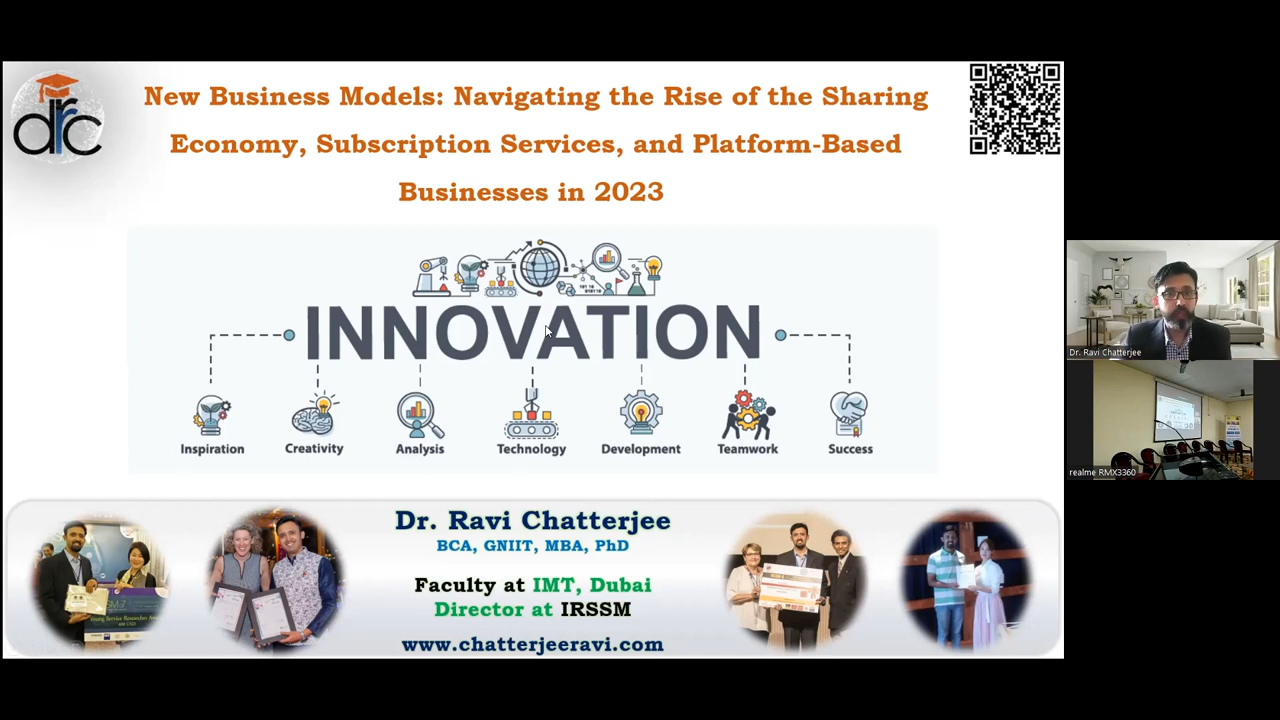 drc
New Business Models: Navigating the Rise of the Sharing
Economy, Subscription Services, and Platform-Based
Businesses in 2023
INNOVATION
Inspiration
Creativity
Analysis
Technology
Development
Teamwork
Success
Dr. Ravi Chatterjee
BCA, GNIIT, MBA, PhD
Faculty at IMT, Dubai
Director at IRSSM
www.chatterjeeravi.com
Dr. Ravi Chatterjee
realme RMX3360